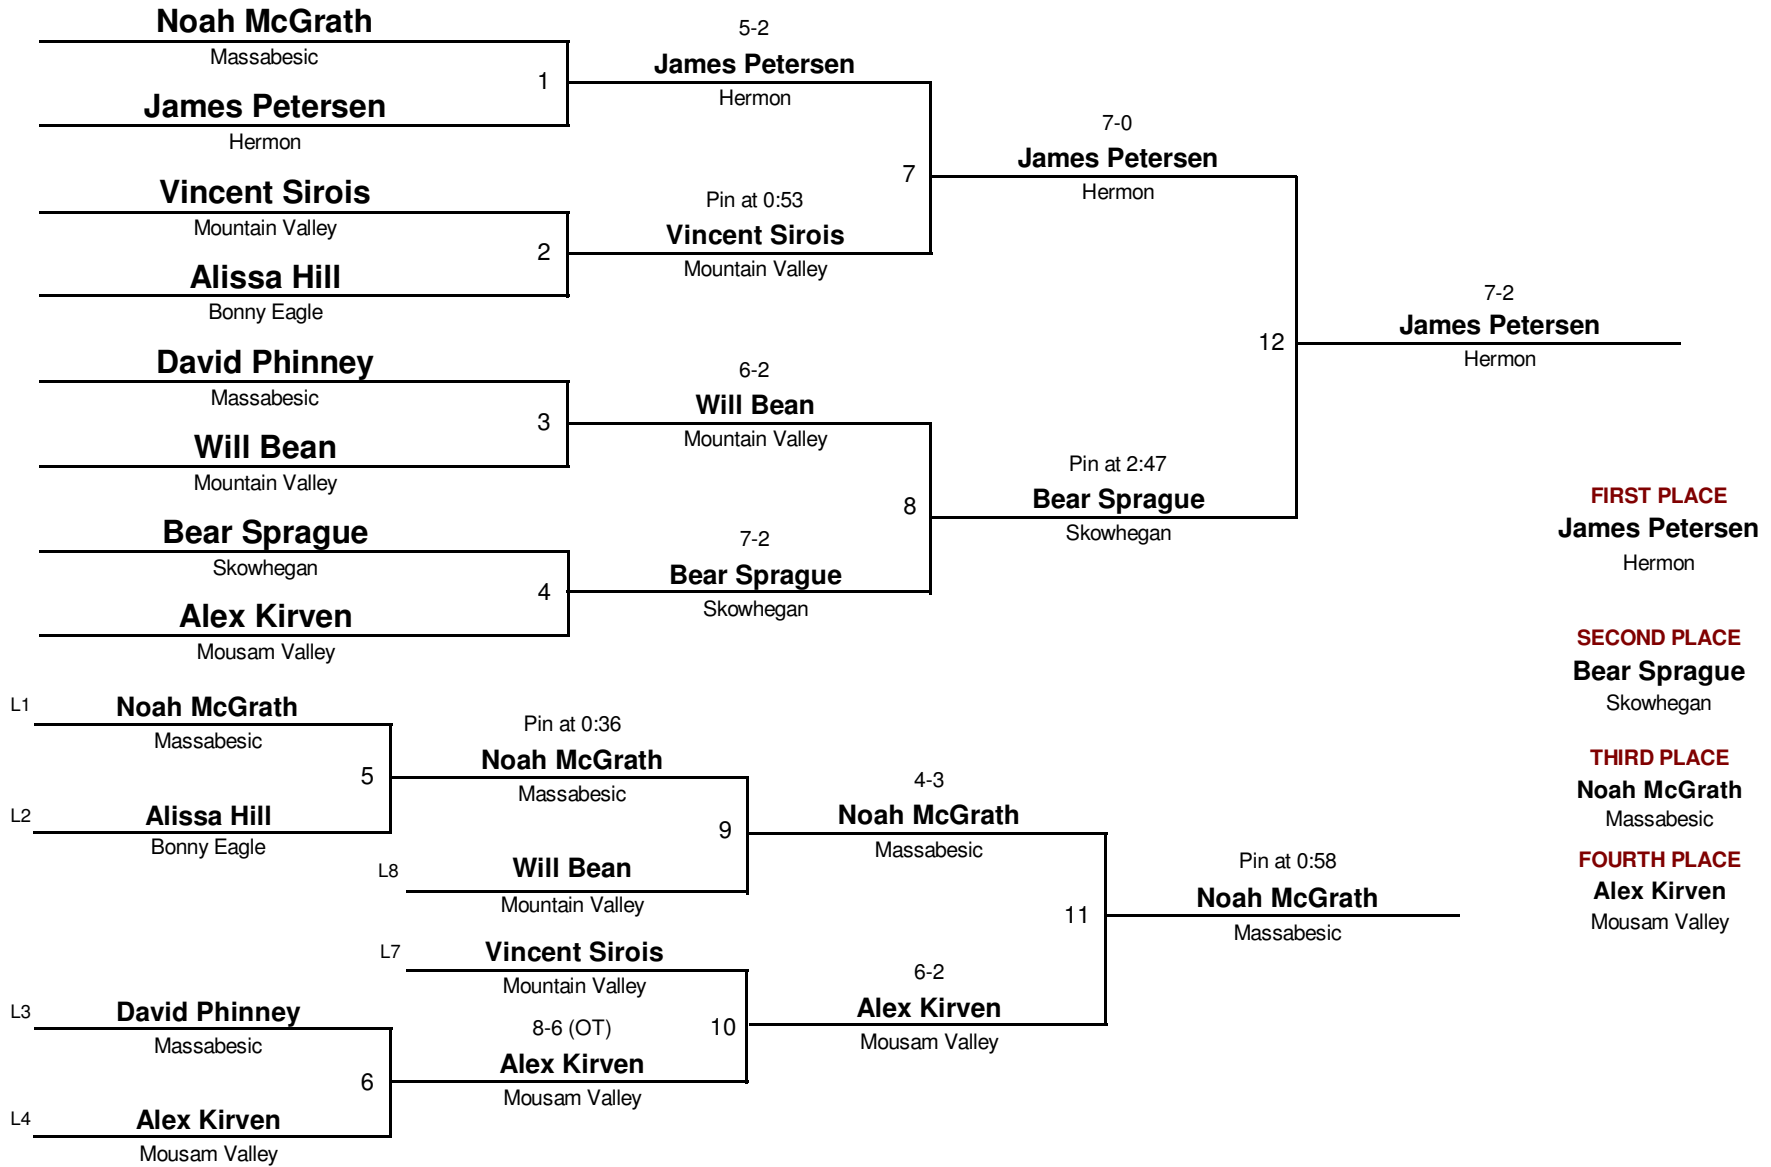 Noah McGrath
Massabesic
1
James Petersen
Hermon
Vincent Sirois
Mountain Valley
2
Alissa Hill
Bonny Eagle
David Phinney
Massabesic
3
Will Bean
Mountain Valley
Bear Sprague
Skowhegan
4
Alex Kirven
Mousam Valley
5-2
James Petersen
Hermon
7
Pin at 0:53
Vincent Sirois
Mountain Valley
6-2
Will Bean
Mountain Valley
8
7-2
Bear Sprague
Skowhegan
7-0
James Petersen
Hermon
12
Pin at 2:47
Bear Sprague
Skowhegan
7-2
James Petersen
Hermon
L1 Noah McGrath
Massabesic
5
L2 Alissa Hill
Bonny Eagle
L3 David Phinney
Massabesic
6
L4 Alex Kirven
Mousam Valley
Pin at 0:36
Noah McGrath
Massabesic
9
L8 Will Bean
Mountain Valley
L7 Vincent Sirois
Mountain Valley
8-6 (OT) 10
Alex Kirven
Mousam Valley
4-3
Noah McGrath
Massabesic
11
6-2
Alex Kirven
Mousam Valley
Pin at 0:58
Noah McGrath
Massabesic
FIRST PLACE
James Petersen
Hermon
SECOND PLACE
Bear Sprague
Skowhegan
THIRD PLACE
Noah McGrath
Massabesic
FOURTH PLACE
Alex Kirven
Mousam Valley